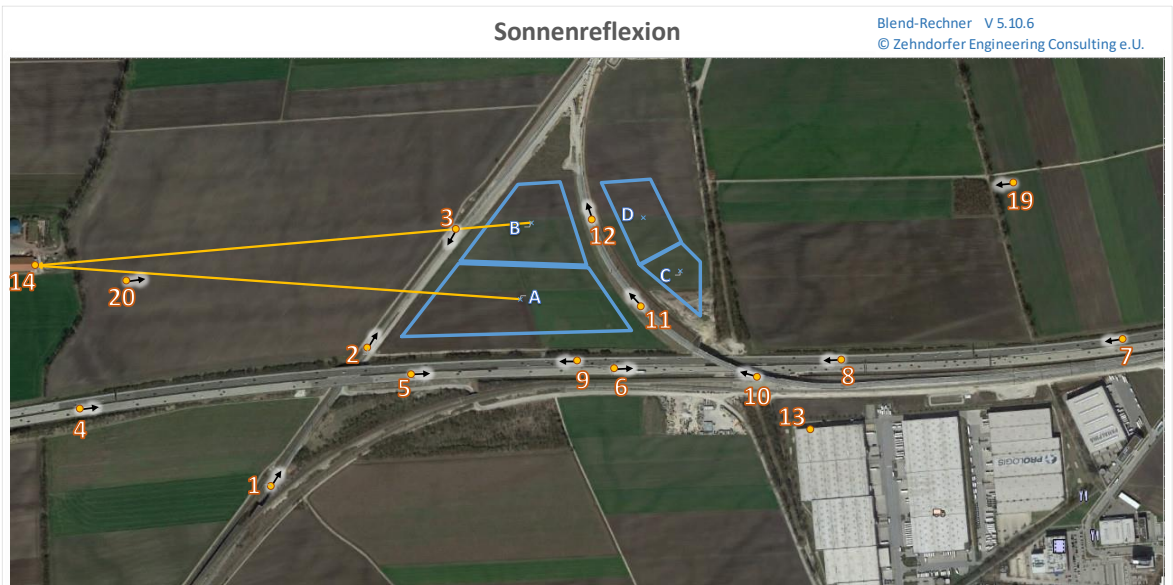 Sonnenreflexion
Blend-Rechner V 5.10.6
© Zehndorfer Engineering Consulting e.U.
19
3
B
D
12
14
20
C
A
11
2
9
6
8
7
5
10
4
13
PROLOGIS
1